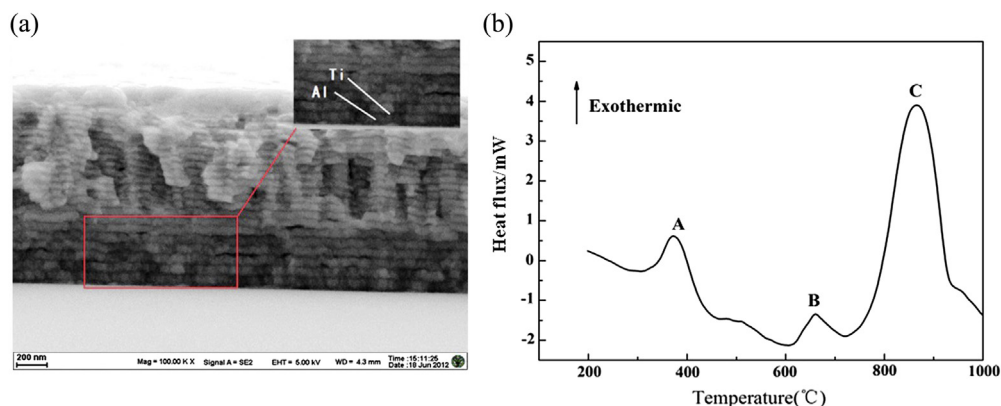 (a)
Ti
Al
200 nm
Mag = 100.00 K X Signal A = SE2 EHT = 5.00 kV WD = 4.3 mm Time :15:11:25
Date :18 Jun 2012
(b)
Exothermic
A
B
C
Heat flux/mW
5
4
3
2
1
0
-1
-2
200 400 600 800 1000
Temperature(℃)